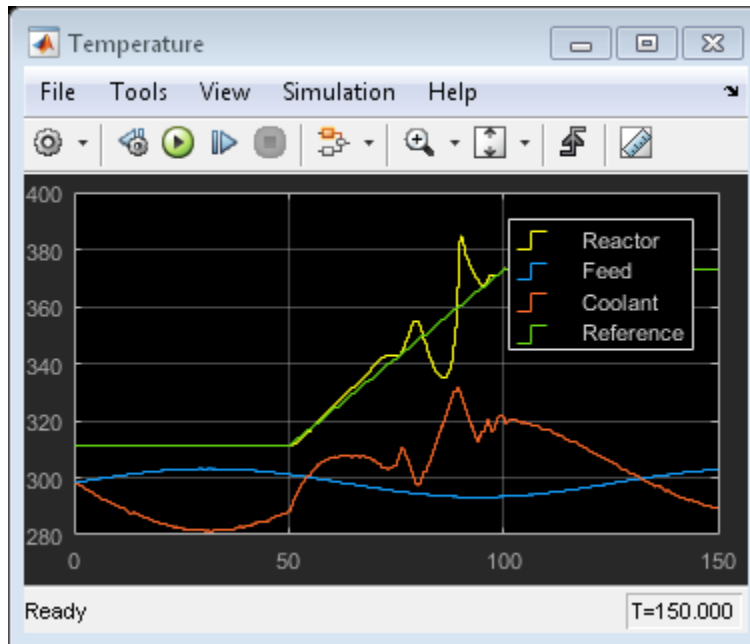 Temperature
File Tools View Simulation Help
400
380
360
340
320
300
280
Reactor
Feed
Coolant
Reference
0 50 100 150
Ready T=150.000